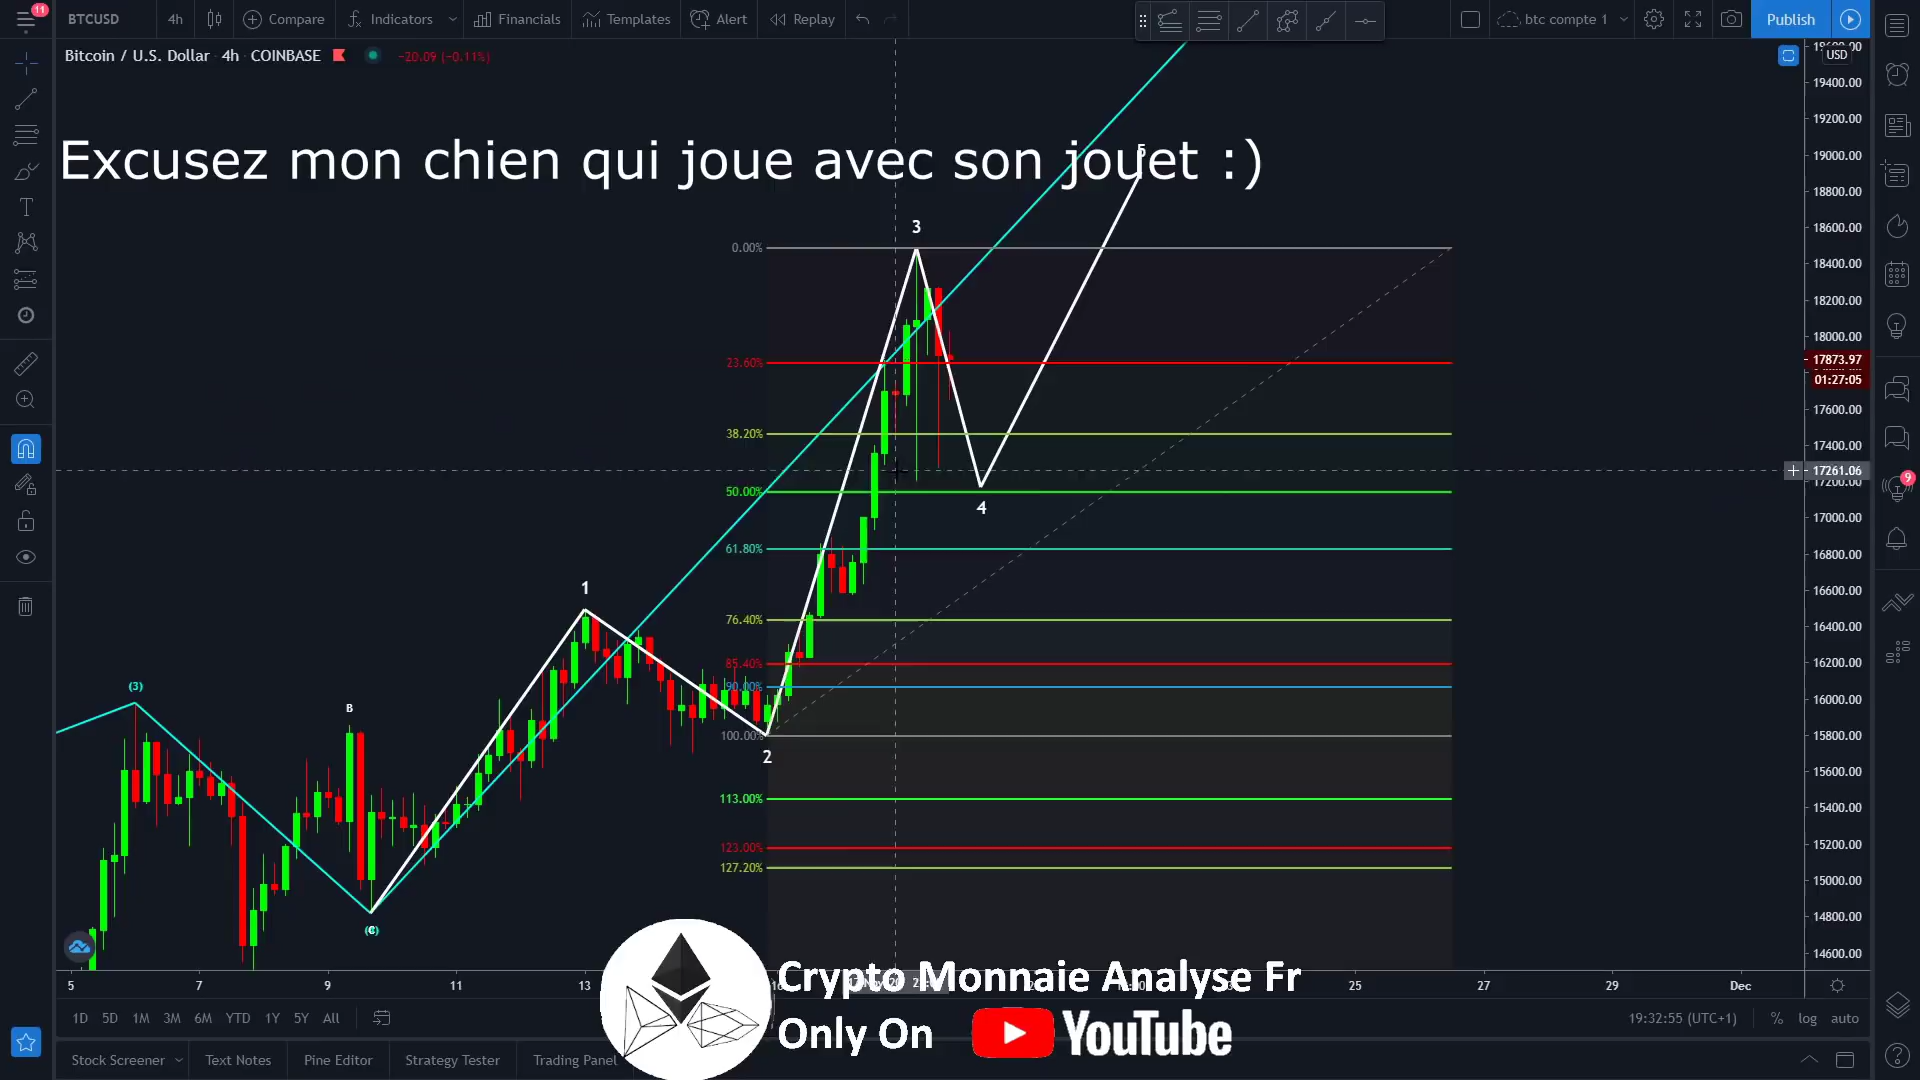 11
BTCUSD
4h
Compare
Indicators
Financials
Templates
Alert
Replay
btc compte 1
Publish
Bitcoin / U.S. Dollar 4h COINBASE
−20.09 (−0.11%)
USD
Excusez mon chien qui joue avec son jouet :)
19400.00
19200.00
19000.00
18800.00
18600.00
18400.00
18200.00
18000.00
17873.97
01:27:05
17600.00
17400.00
17261.06
17200.00
17000.00
16800.00
16600.00
16400.00
16200.00
16000.00
15800.00
15600.00
15400.00
15200.00
15000.00
14800.00
14600.00
9
5
3
0.00%
23.60%
38.20%
50.00%
4
61.80%
1
76.40%
85.40%
90.00%
(3)
B
100.00%
2
113.00%
123.00%
127.20%
5
7
9
11
13
25
27
29
Dec
Crypto Monnaie Analyse Fr
Only On YouTube
1D
5D
1M
3M
6M
YTD
1Y
5Y
All
19:32:55 (UTC+1)
%
log
auto
Stock Screener
Text Notes
Pine Editor
Strategy Tester
Trading Panel